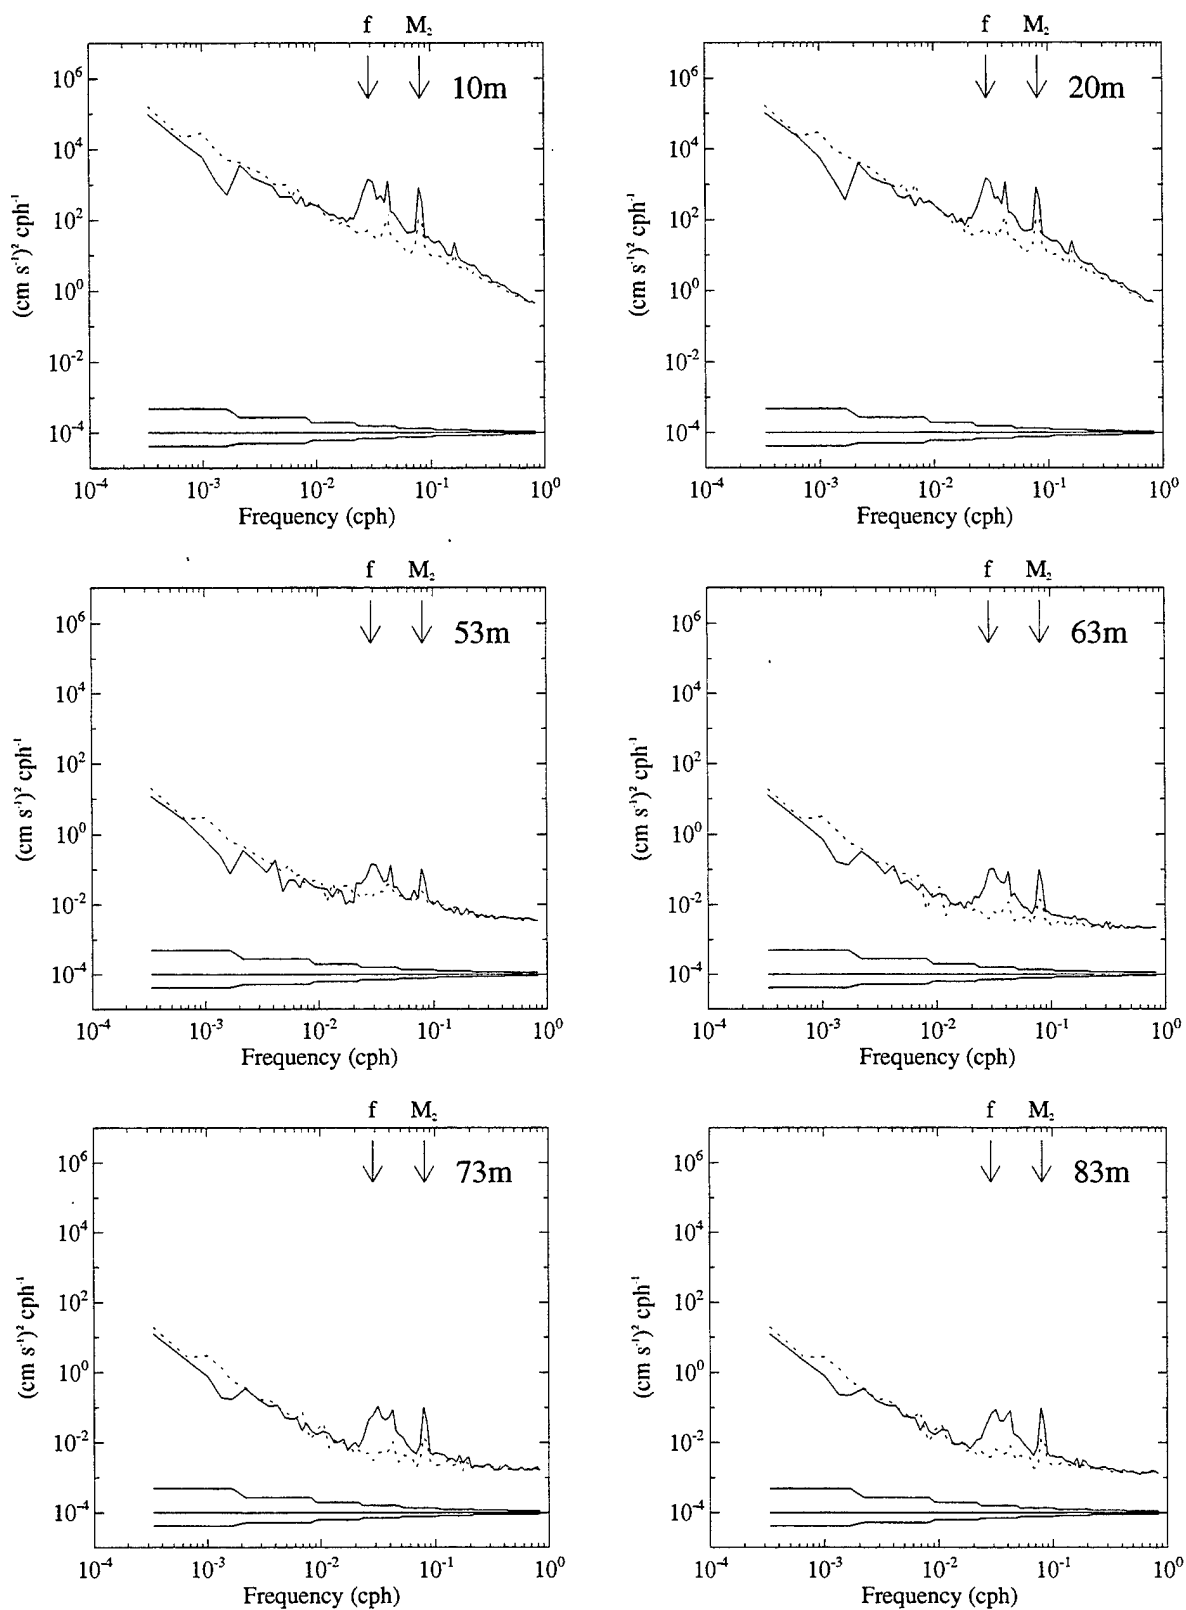 f M₂
10m
10⁶
10⁴
10²
10⁰
10⁻²
10⁻⁴
(cm s⁻¹)² cph⁻¹
10⁻⁴ 10⁻³ 10⁻² 10⁻¹ 10⁰
Frequency (cph)
f M₂
20m
10⁶
10⁴
10²
10⁰
10⁻²
10⁻⁴
(cm s⁻¹)² cph⁻¹
10⁻⁴ 10⁻³ 10⁻² 10⁻¹ 10⁰
Frequency (cph)
f M₂
53m
10⁶
10⁴
10²
10⁰
10⁻²
10⁻⁴
(cm s⁻¹)² cph⁻¹
10⁻⁴ 10⁻³ 10⁻² 10⁻¹ 10⁰
Frequency (cph)
f M₂
63m
10⁶
10⁴
10²
10⁰
10⁻²
10⁻⁴
(cm s⁻¹)² cph⁻¹
10⁻⁴ 10⁻³ 10⁻² 10⁻¹ 10⁰
Frequency (cph)
f M₂
73m
10⁶
10⁴
10²
10⁰
10⁻²
10⁻⁴
(cm s⁻¹)² cph⁻¹
10⁻⁴ 10⁻³ 10⁻² 10⁻¹ 10⁰
Frequency (cph)
f M₂
83m
10⁶
10⁴
10²
10⁰
10⁻²
10⁻⁴
(cm s⁻¹)² cph⁻¹
10⁻⁴ 10⁻³ 10⁻² 10⁻¹ 10⁰
Frequency (cph)